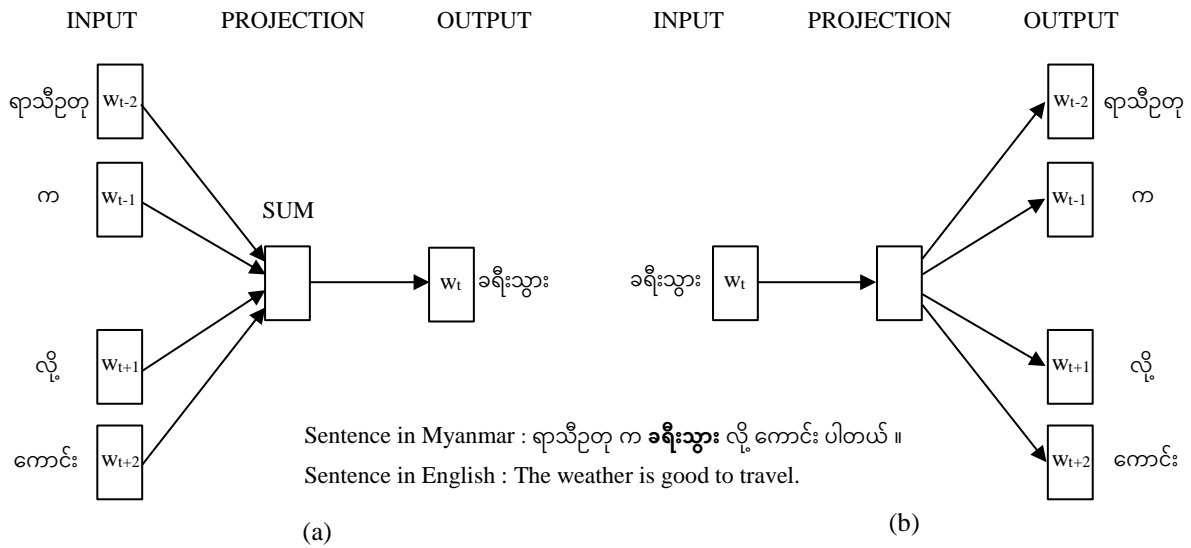 INPUT PROJECTION OUTPUT INPUT PROJECTION OUTPUT
ရာသီဥတု Wt-2
က Wt-1
SUM
ခရီးသွား
Wt ခရီးသွား
လို့ Wt+1
ကောင်း Wt+2
(a)
ခရီးသွား Wt
Wt-2 ရာသီဥတု
Wt-1 က
Wt+1 လို့
Wt+2 ကောင်း
(b)
Sentence in Myanmar : ရာသီဥတု က ခရီးသွား လို့ ကောင်း ပါတယ် ။
Sentence in English : The weather is good to travel.